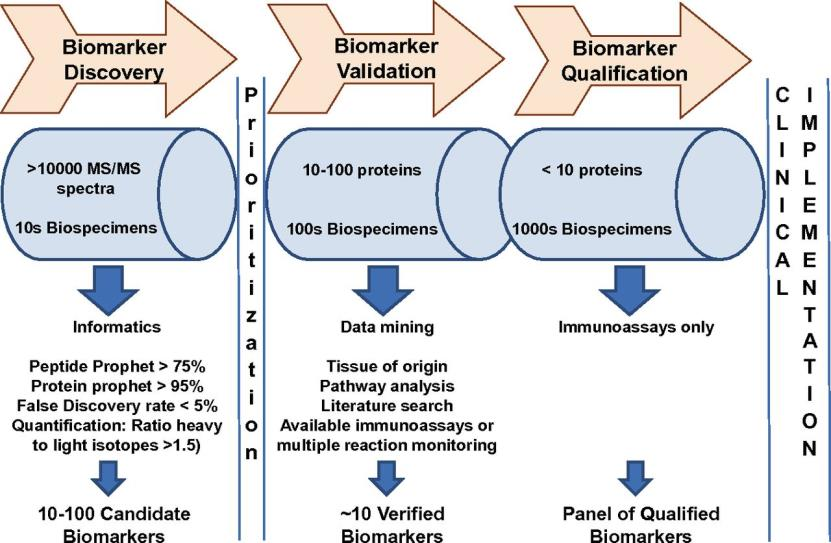 Biomarker
Discovery
>10000 MS/MS
spectra
10s Biospecimens
Informatics
Peptide Prophet > 75%
Protein prophet > 95%
False Discovery rate < 5%
Quantification: Ratio heavy
to light isotopes >1.5)
10-100 Candidate
Biomarkers
Prioritization
Biomarker
Validation
10-100 proteins
100s Biospecimens
Data mining
Tissue of origin
Pathway analysis
Literature search
Available immunoassays or
multiple reaction monitoring
~10 Verified
Biomarkers
Biomarker
Qualification
< 10 proteins
1000s Biospecimens
Immunoassays only
Panel of Qualified
Biomarkers
CLINICAL
IMPLEMENTATION